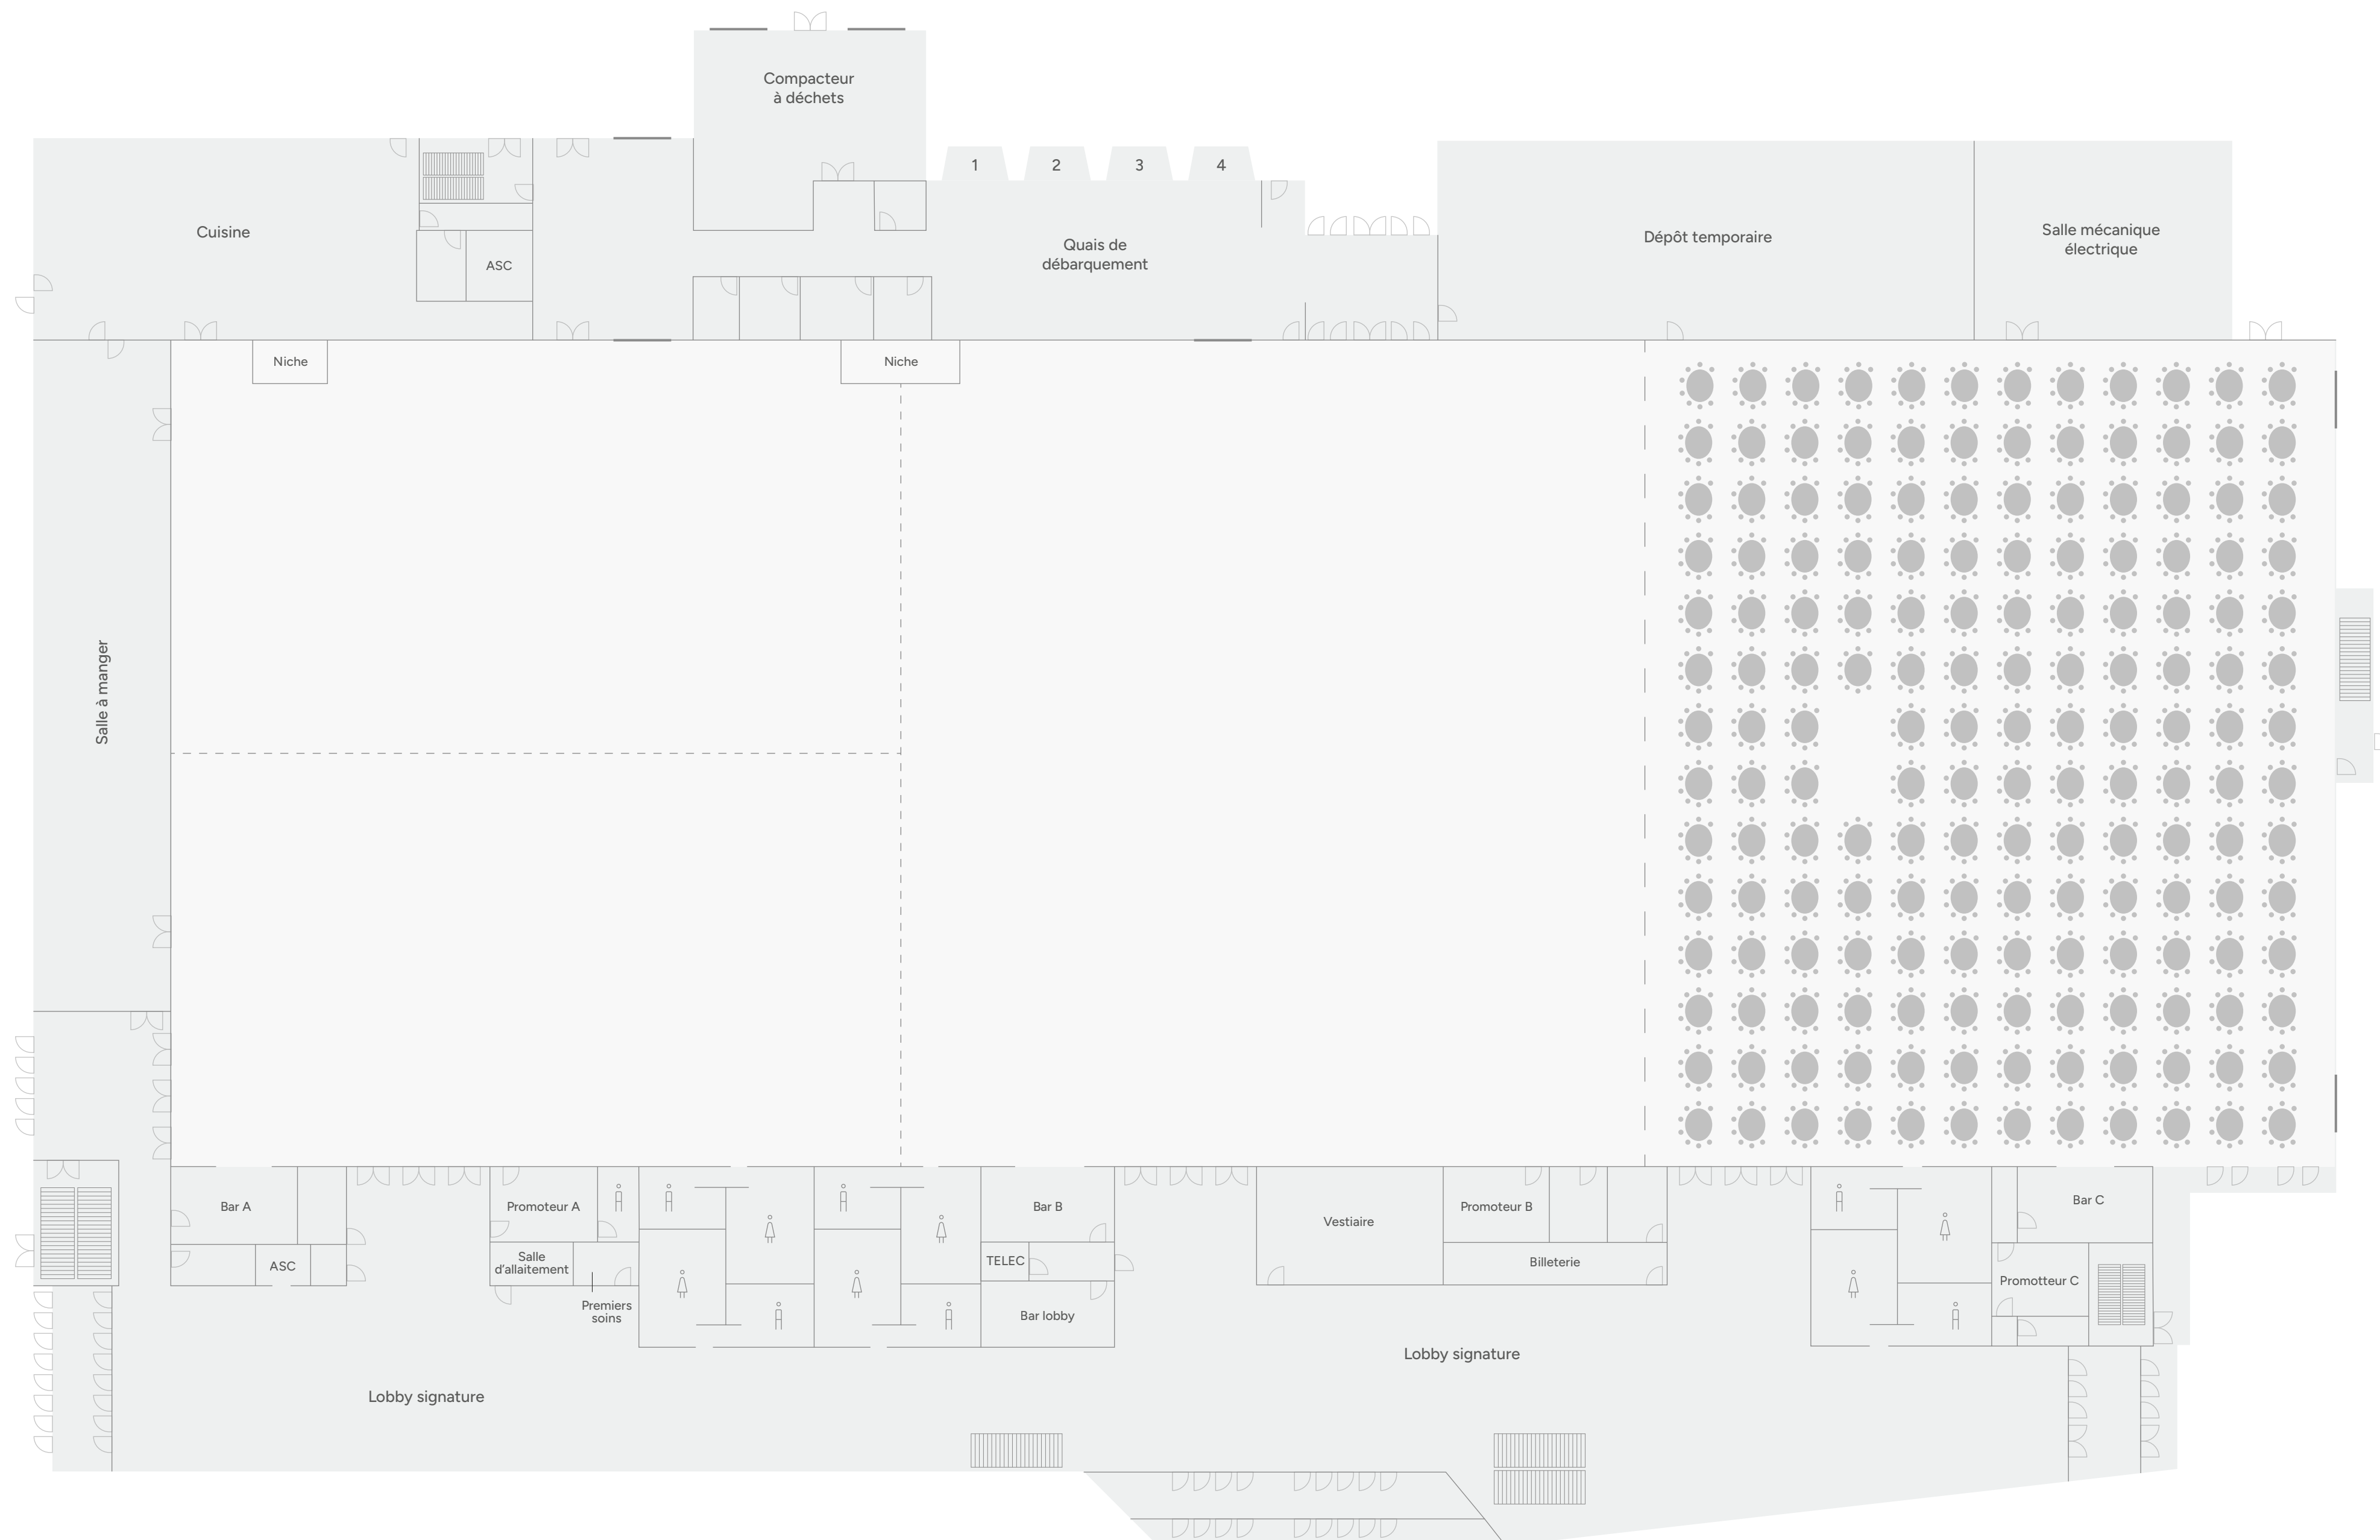 Compacteur
à déchets
1
2
3
4
Cuisine
ASC
Quais de
débarquement
Dépôt temporaire
Salle mécanique
électrique
Niche
Niche
Salle à manger
Bar A
ASC
Promoteur A
Salle
d'allaitement
Premiers
soins
Bar B
TELEC
Bar lobby
Vestiaire
Promoteur B
Billeterie
Bar C
Promotteur C
Lobby signature
Lobby signature